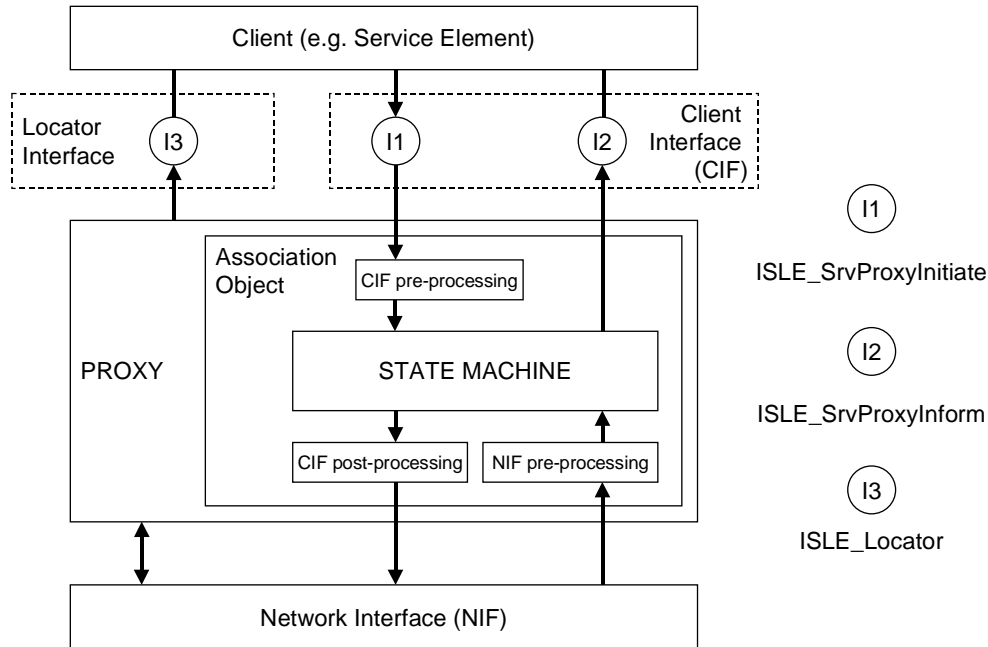 Client (e.g. Service Element)
Locator
Interface
I3
I1
I2
Client
Interface
(CIF)
I1
ISLE_SrvProxyInitiate
Association
Object
CIF pre-processing
PROXY
STATE MACHINE
I2
ISLE_SrvProxyInform
CIF post-processing
NIF pre-processing
I3
ISLE_Locator
Network Interface (NIF)